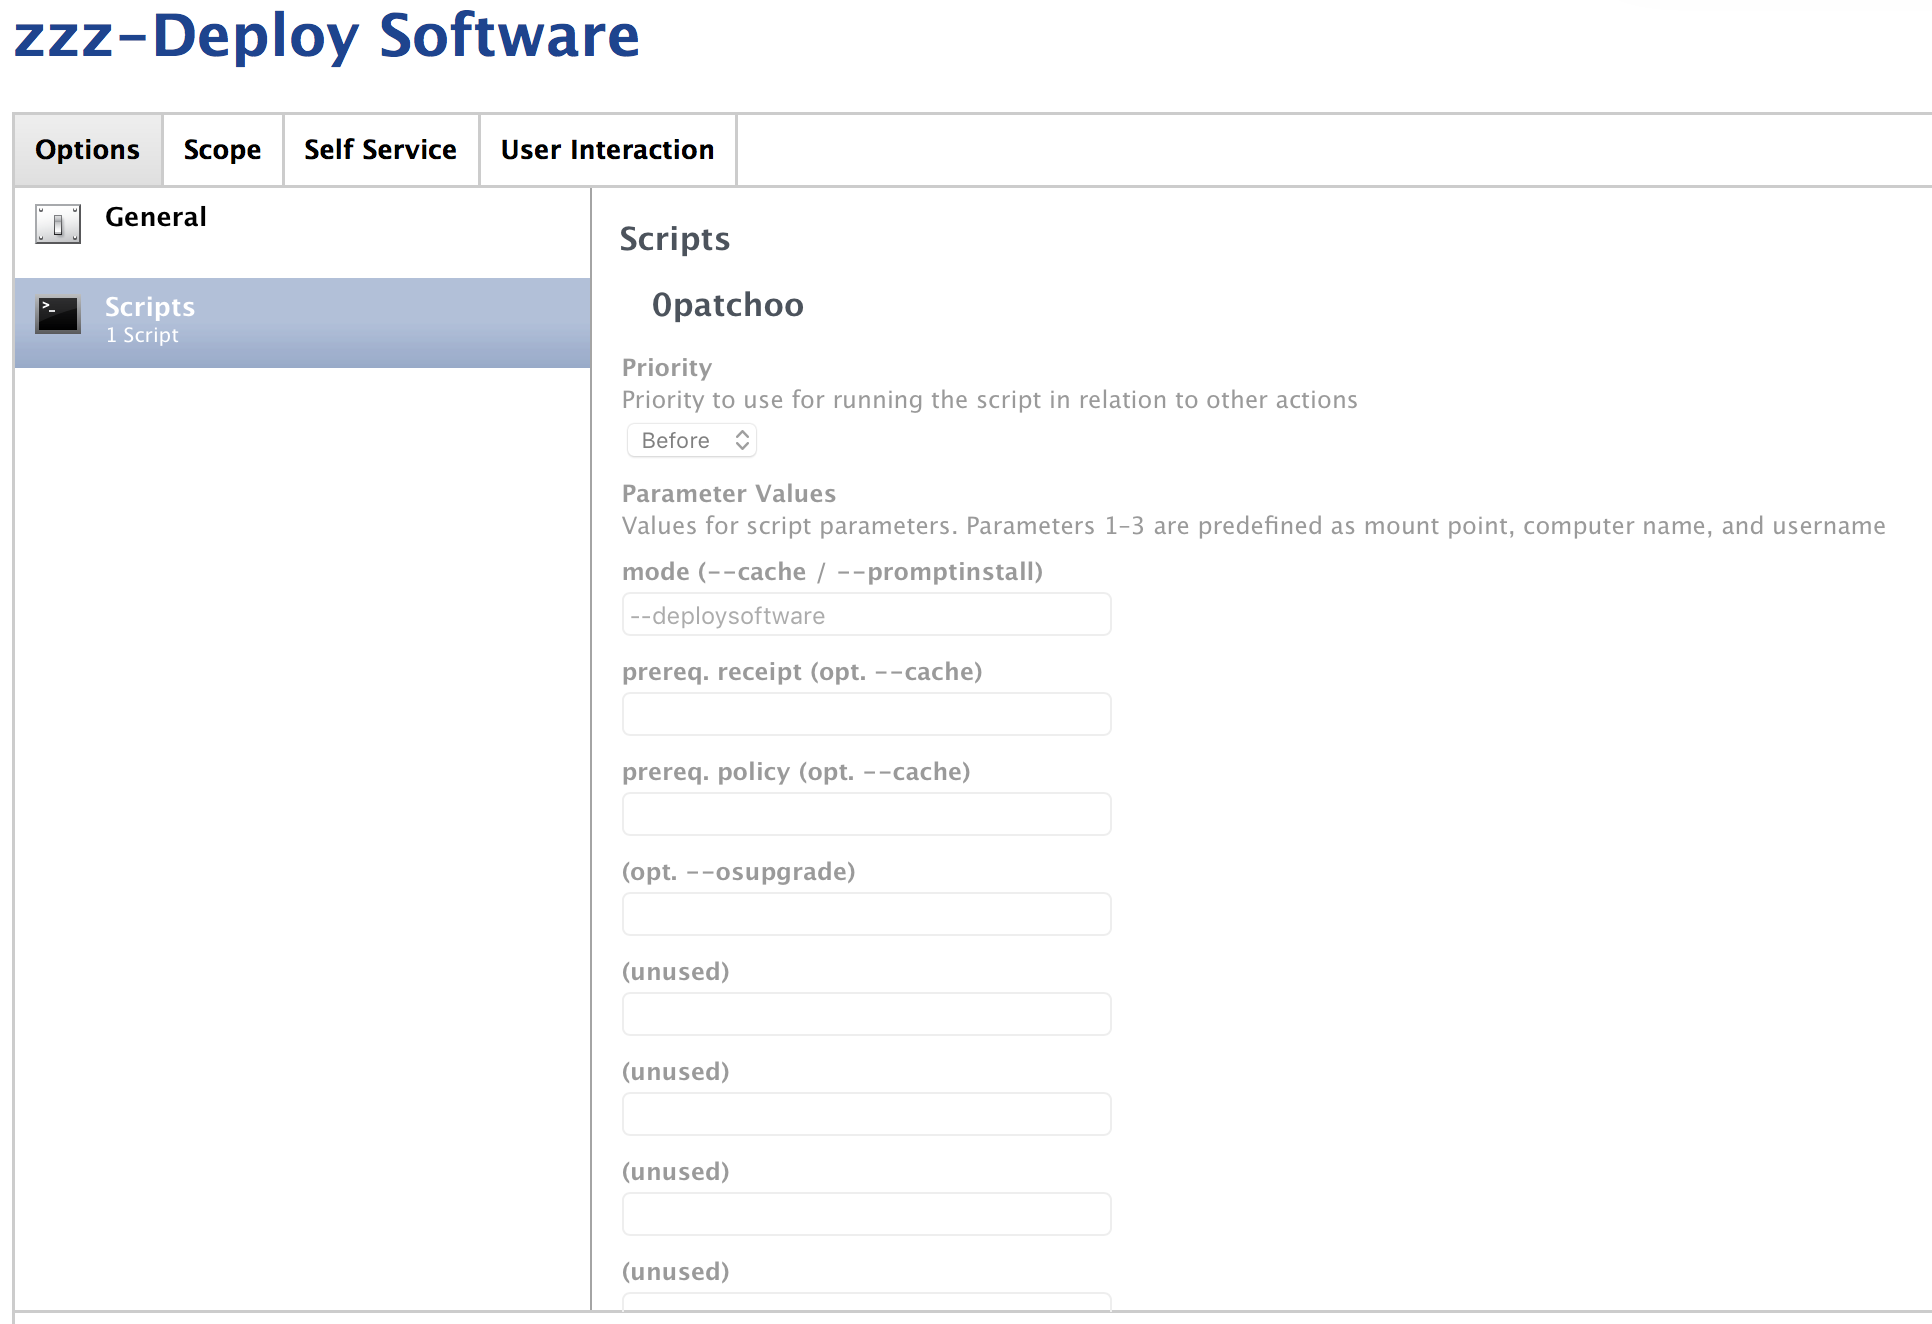 zzz-Deploy Software
Options
Scope
Self Service
User Interaction
General
Scripts
1 Script
Scripts
0patchoo
Priority
Priority to use for running the script in relation to other actions
Before
Parameter Values
Values for script parameters. Parameters 1-3 are predefined as mount point, computer name, and username
mode (--cache / --promptinstall)
--deploysoftware
prereq. receipt (opt. --cache)
prereq. policy (opt. --cache)
(opt. --osupgrade)
(unused)
(unused)
(unused)
(unused)